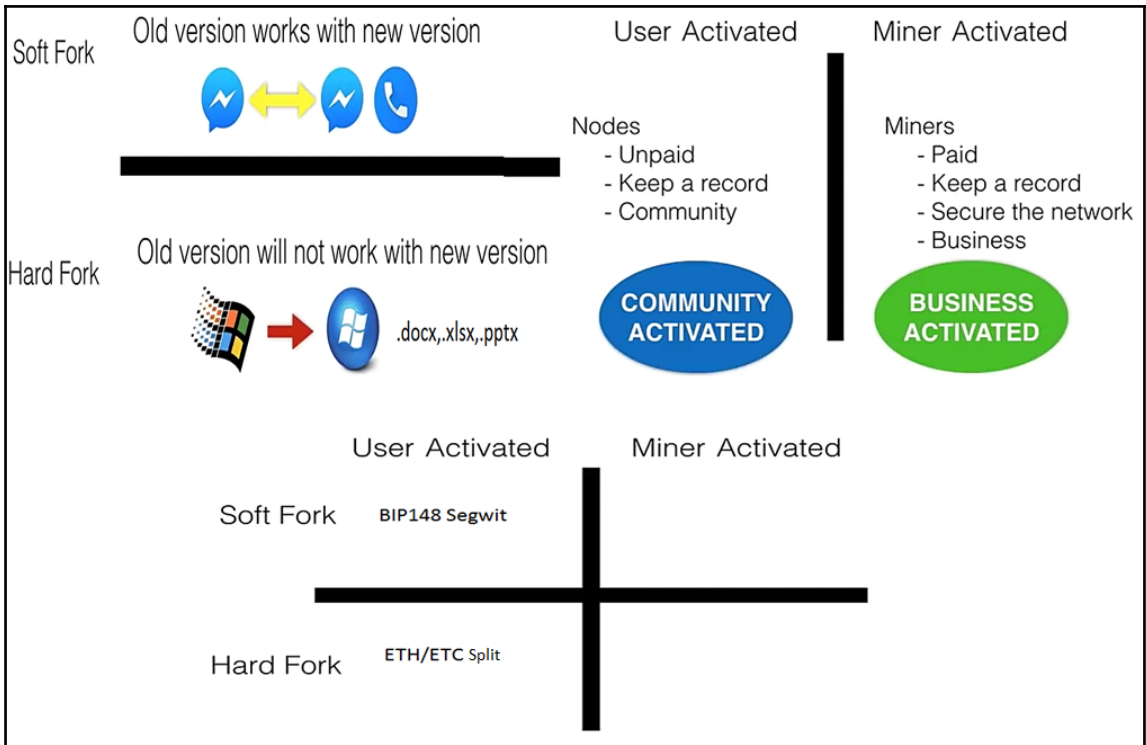 Soft Fork
Old version works with new version
Hard Fork
Old version will not work with new version
.docx,.xlsx,.pptx
User Activated
Nodes
- Unpaid
- Keep a record
- Community
COMMUNITY
ACTIVATED
Miner Activated
Miners
- Paid
- Keep a record
- Secure the network
- Business
BUSINESS
ACTIVATED
User Activated
Miner Activated
Soft Fork
BIP148 Segwit
Hard Fork
ETH/ETC Split